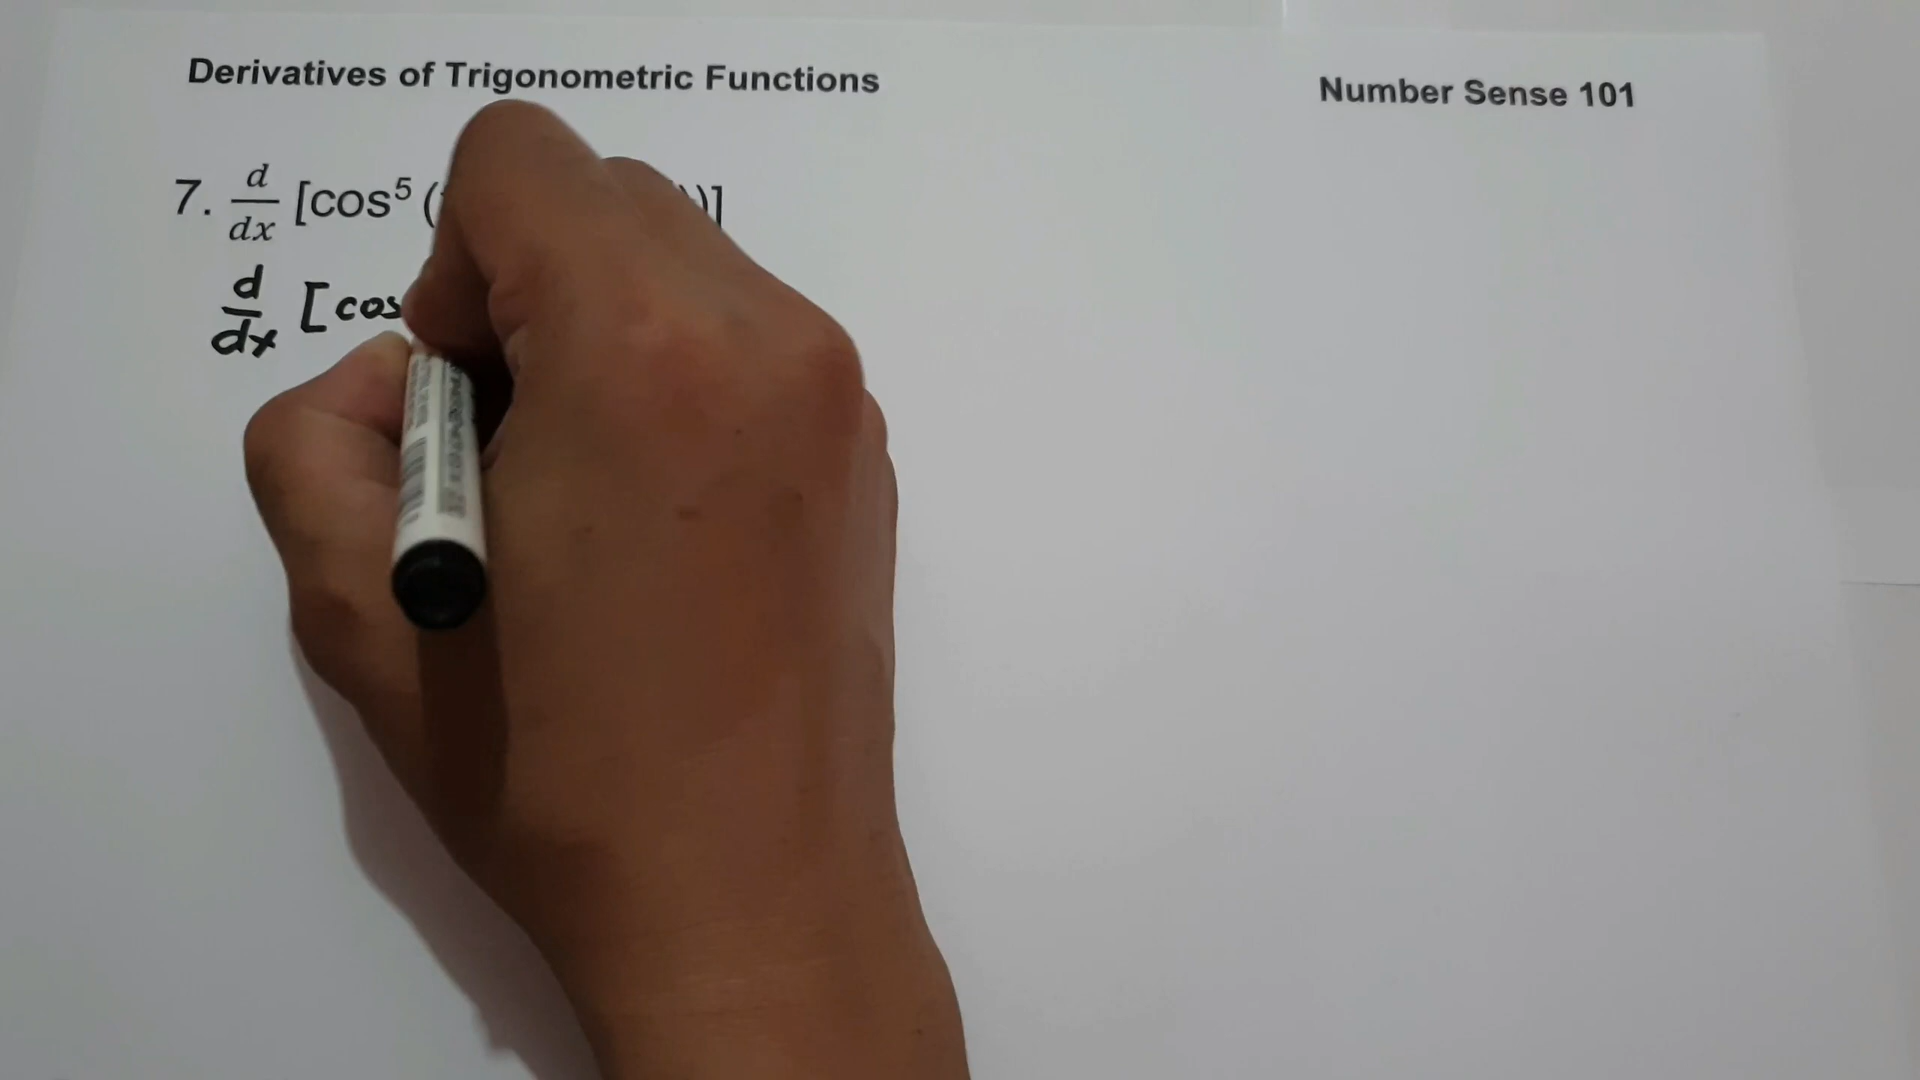 Derivatives of Trigonometric Functions
Number Sense 101
7. d/dx [cos⁵ ( ))]
d/dx [cos